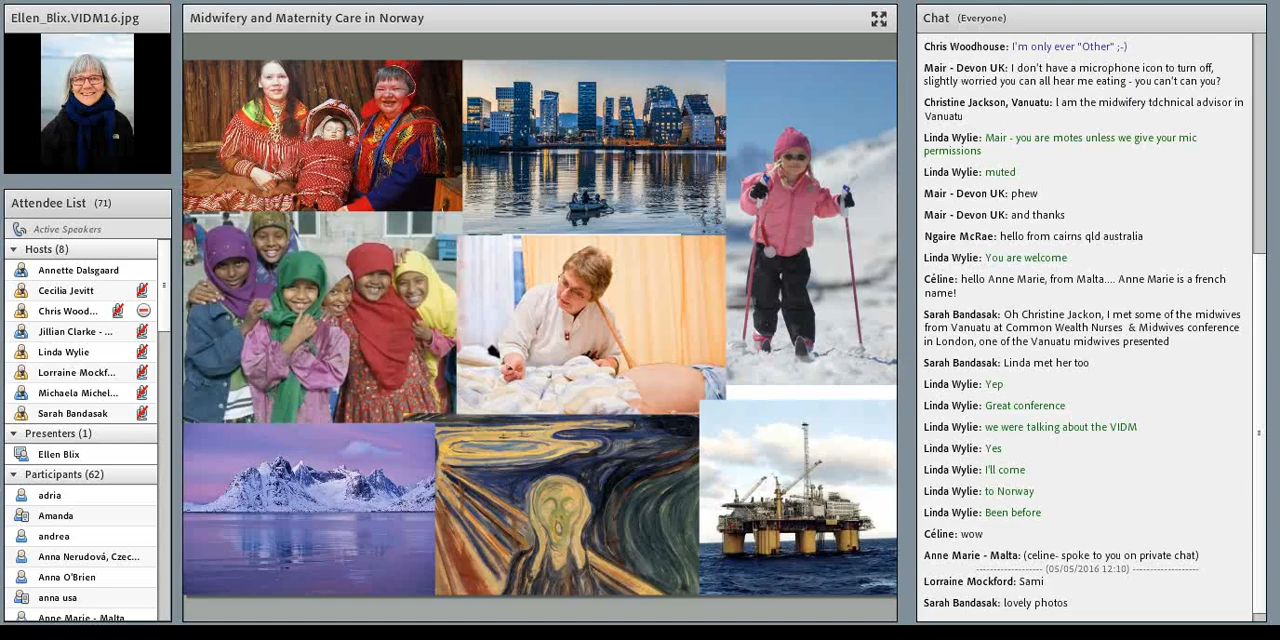 Ellen_Blix.VIDM16.jpg
Attendee List (71)
Active Speakers
Hosts (8)
Annette Dalsgaard
Cecilia Jevitt
Chris Wood...
Jillian Clarke - ...
Linda Wylie
Lorraine Mockf...
Michaela Michel...
Sarah Bandasak
Presenters (1)
Ellen Blix
Participants (62)
adria
Amanda
andrea
Anna Nerudová, Czec...
Anna O'Brien
anna usa
Anne Marie - Malta
Midwifery and Maternity Care in Norway
Chat (Everyone)
Chris Woodhouse: I'm only ever "Other" ;-)
Mair - Devon UK: I don't have a microphone icon to turn off,
slightly worried you can all hear me eating - you can't can you?
Christine Jackson, Vanuatu: I am the midwifery tdchnical advisor in
Vanuatu
Linda Wylie: Mair - you are motes unless we give your mic
permissions
Linda Wylie: muted
Mair - Devon UK: phew
Mair - Devon UK: and thanks
Ngaire McRae: hello from cairns qld australia
Linda Wylie: You are welcome
Céline: hello Anne Marie, from Malta.... Anne Marie is a french
name!
Sarah Bandasak: Oh Christine Jackon, I met some of the midwives
from Vanuatu at Common Wealth Nurses & Midwives conference
in London, one of the Vanuatu midwives presented
Sarah Bandasak: Linda met her too
Linda Wylie: Yep
Linda Wylie: Great conference
Linda Wylie: we were talking about the VIDM
Linda Wylie: Yes
Linda Wylie: I'll come
Linda Wylie: to Norway
Linda Wylie: Been before
Céline: wow
Anne Marie - Malta: (celine- spoke to you on private chat)
-------------------- (05/05/2016 12:10) --------------------
Lorraine Mockford: Sami
Sarah Bandasak: lovely photos